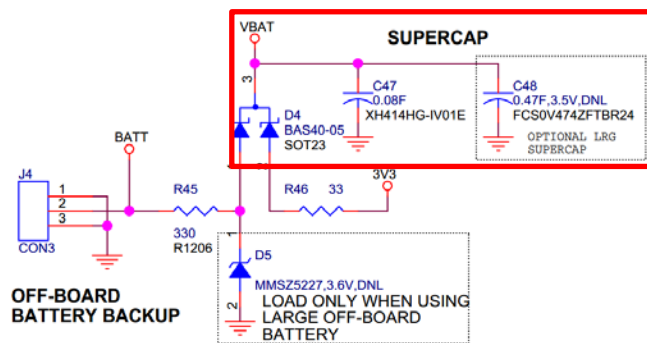 VBAT
SUPERCAP
3
C47
0.08F
XH414HG-IV01E
C48
0.47F,3.5V,DNL
FCS0V474ZFTBR24
OPTIONAL LRG
SUPERCAP
D4
BAS40-05
SOT23
BATT
J4
1
2
3
CON3
R45
330
R1206
R46 33
3V3
1
D5
MMSZ5227,3.6V,DNL
2
LOAD ONLY WHEN USING
LARGE OFF-BOARD
BATTERY
OFF-BOARD
BATTERY BACKUP